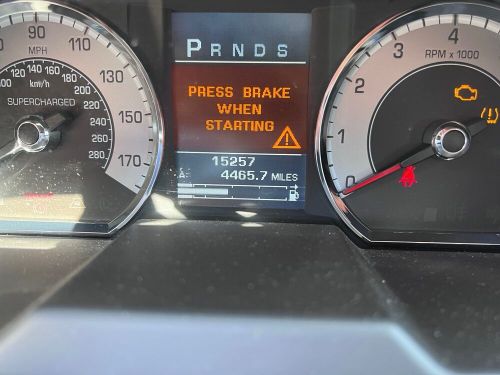 90 110 130 150 170
MPH
100 120 140 160 180 200 220 240 260 280
km/h
SUPERCHARGED
P R N D S
PRESS BRAKE
WHEN
STARTING
15257
A 4465.7 MILES
0 1 2 3 4
RPM x 1000